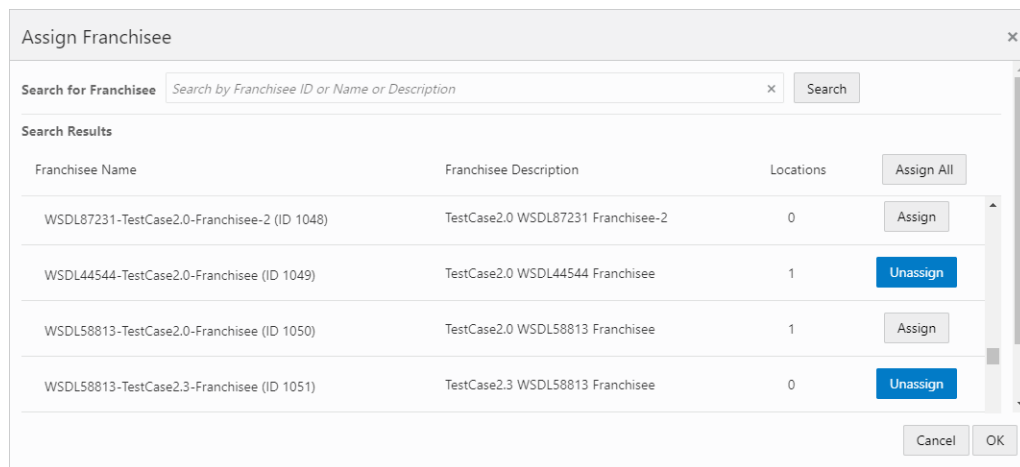 Assign Franchisee ×
Search for Franchisee Search by Franchisee ID or Name or Description × Search
Search Results
Franchisee Name Franchisee Description Locations Assign All
WSDL87231-TestCase2.0-Franchisee-2 (ID 1048) TestCase2.0 WSDL87231 Franchisee-2 0 Assign
WSDL44544-TestCase2.0-Franchisee (ID 1049) TestCase2.0 WSDL44544 Franchisee 1 Unassign
WSDL58813-TestCase2.0-Franchisee (ID 1050) TestCase2.0 WSDL58813 Franchisee 1 Assign
WSDL58813-TestCase2.3-Franchisee (ID 1051) TestCase2.3 WSDL58813 Franchisee 0 Unassign
Cancel OK